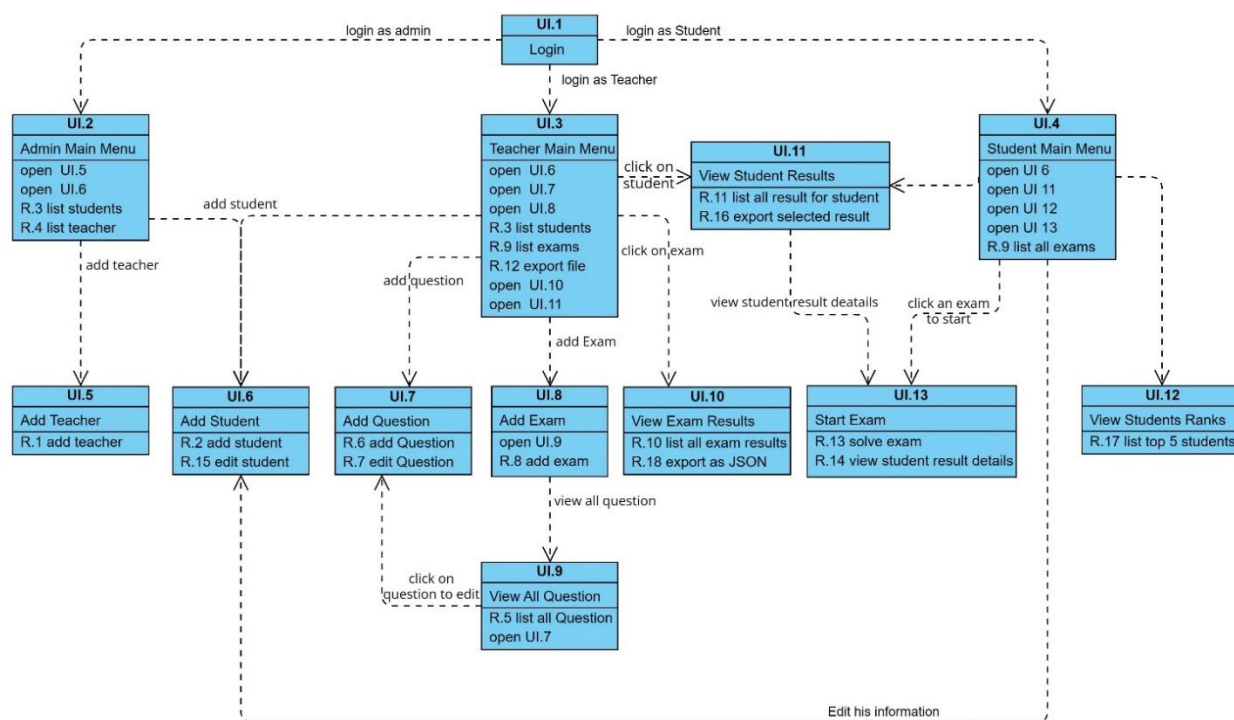 UI.1
Login
login as admin
login as Student
login as Teacher
UI.2
Admin Main Menu
open UI.5
open UI.6
R.3 list students
R.4 list teacher
UI.3
Teacher Main Menu
open UI.6
open UI.7
open UI.8
R.3 list students
R.9 list exams
R.12 export file
open UI.10
open UI.11
click on
student
UI.11
View Student Results
R.11 list all result for student
R.16 export selected result
UI.4
Student Main Menu
open UI 6
open UI 11
open UI 12
open UI 13
R.9 list all exams
add student
add teacher
add question
click on exam
add Exam
view student result deatails
click an exam
to start
UI.5
Add Teacher
R.1 add teacher
UI.6
Add Student
R.2 add student
R.15 edit student
UI.7
Add Question
R.6 add Question
R.7 edit Question
UI.8
Add Exam
open UI.9
R.8 add exam
UI.10
View Exam Results
R.10 list all exam results
R.18 export as JSON
UI.13
Start Exam
R.13 solve exam
R.14 view student result details
UI.12
View Students Ranks
R.17 list top 5 students
view all question
click on
question to edit
UI.9
View All Question
R.5 list all Question
open UI.7
Edit his information